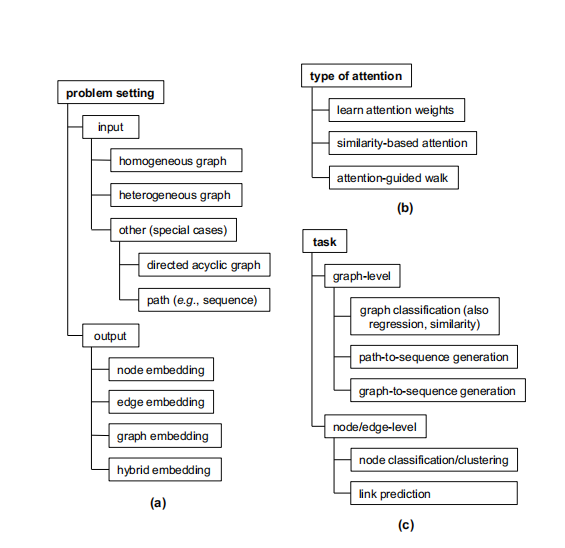 problem setting
input
homogeneous graph
heterogeneous graph
other (special cases)
directed acyclic graph
path (e.g., sequence)
output
node embedding
edge embedding
graph embedding
hybrid embedding
(a)
type of attention
learn attention weights
similarity-based attention
attention-guided walk
(b)
task
graph-level
graph classification (also
regression, similarity)
path-to-sequence generation
graph-to-sequence generation
node/edge-level
node classification/clustering
link prediction
(c)